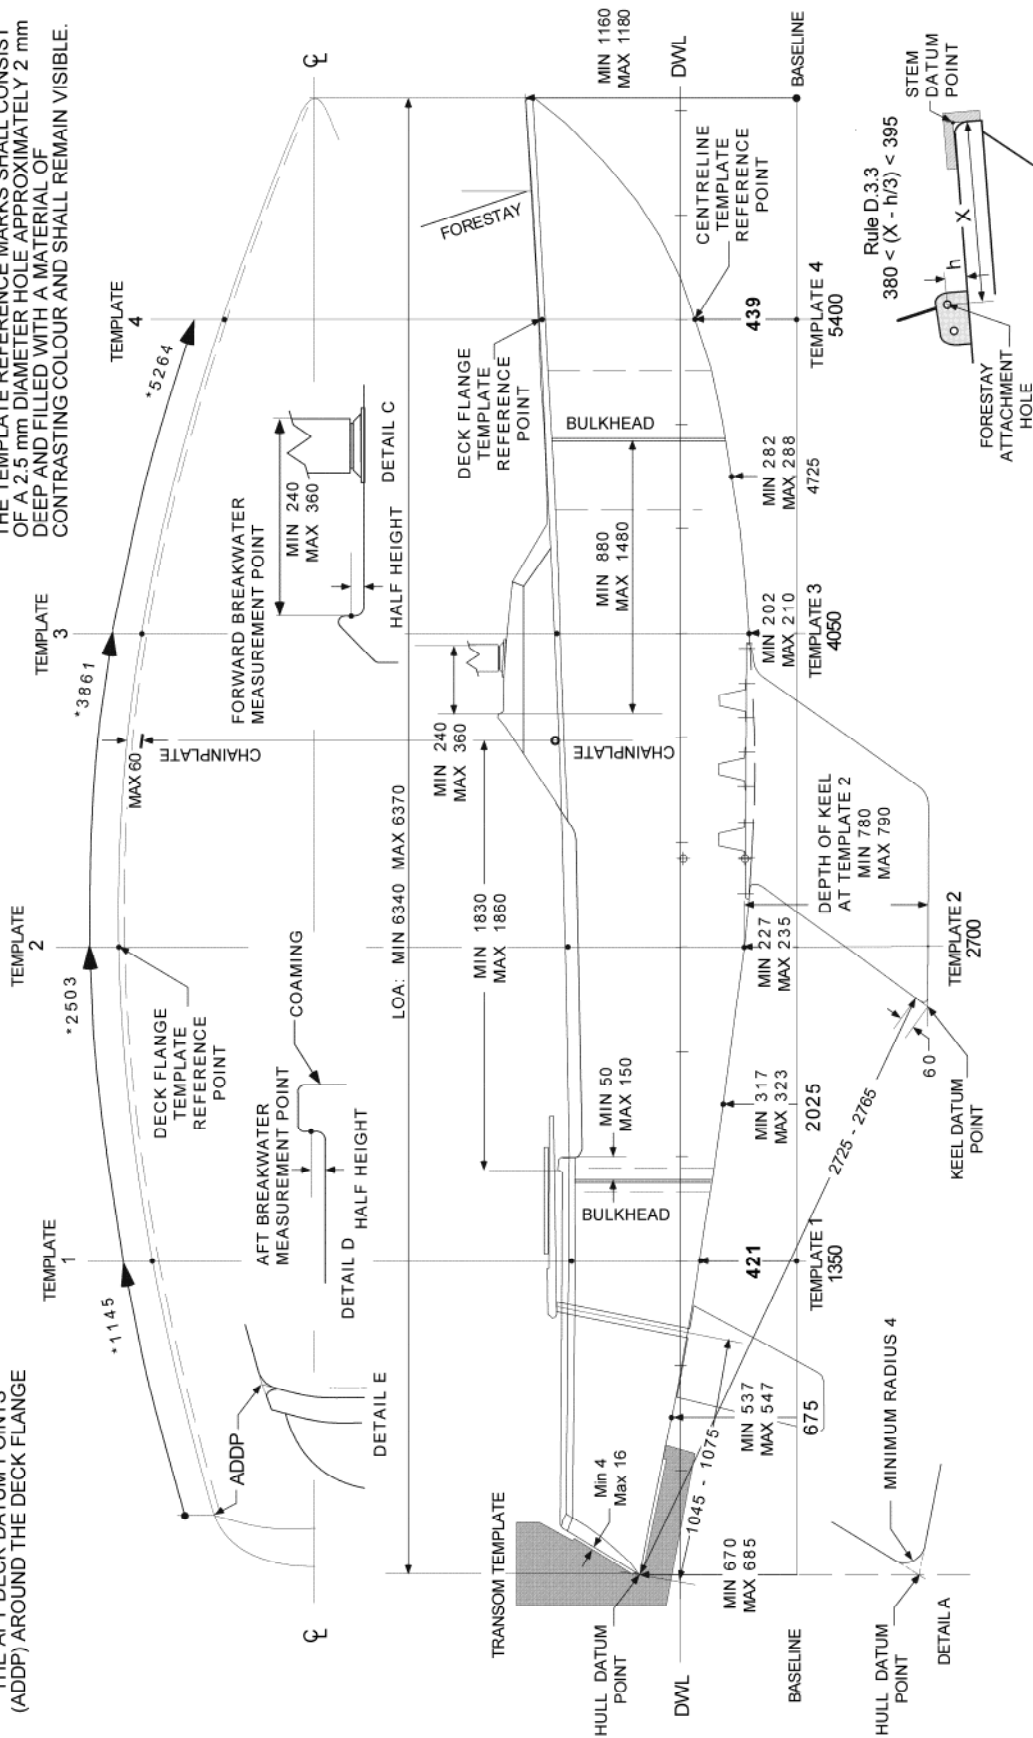 THE TEMPLATE REFERENCE MARKS SHALL CONSIST
OF A 2.5 mm DIAMETER HOLE APPROXIMATELY 2 mm
DEEP AND FILLED WITH A MATERIAL OF
CONTRASTING COLOUR AND SHALL REMAIN VISIBLE.
(ADDP) AROUND THE DECK FLANGE
TEMPLATE
1
TEMPLATE
2
TEMPLATE
3
TEMPLATE
4
*1145
*2503
*3861
*5264
ADDP
DECK FLANGE
TEMPLATE
REFERENCE
POINT
MAX 60
CHAINPLATE
℄
℄
DETAIL E
AFT BREAKWATER
MEASUREMENT POINT
COAMING
DETAIL D
HALF HEIGHT
FORWARD BREAKWATER
MEASUREMENT POINT
MIN 240
MAX 360
HALF HEIGHT
DETAIL C
LOA: MIN 6340 MAX 6370
FORESTAY
MIN 1160
MAX 1180
TRANSOM TEMPLATE
Min 4
Max 16
MIN 1830
MAX 1860
MIN 240
MAX 360
CHAINPLATE
MIN 880
MAX 1480
DECK FLANGE
TEMPLATE
REFERENCE
POINT
BULKHEAD
BULKHEAD
MIN 50
MAX 150
CENTRELINE
TEMPLATE
REFERENCE
POINT
HULL DATUM
POINT
DWL
DWL
MIN 670
MAX 685
1045 - 1075
MIN 537
MAX 547
675
421
TEMPLATE 1
1350
MIN 317
MAX 323
2025
MIN 227
MAX 235
TEMPLATE 2
2700
DEPTH OF KEEL
AT TEMPLATE 2
MIN 780
MAX 790
MIN 202
MAX 210
TEMPLATE 3
4050
MIN 282
MAX 288
4725
439
TEMPLATE 4
5400
BASELINE
BASELINE
2725 - 2765
60
KEEL DATUM
POINT
HULL DATUM
POINT
MINIMUM RADIUS 4
DETAIL A
Rule D.3.3
380 < (X - h/3) < 395
STEM
DATUM
POINT
h
X
FORESTAY
ATTACHMENT
HOLE